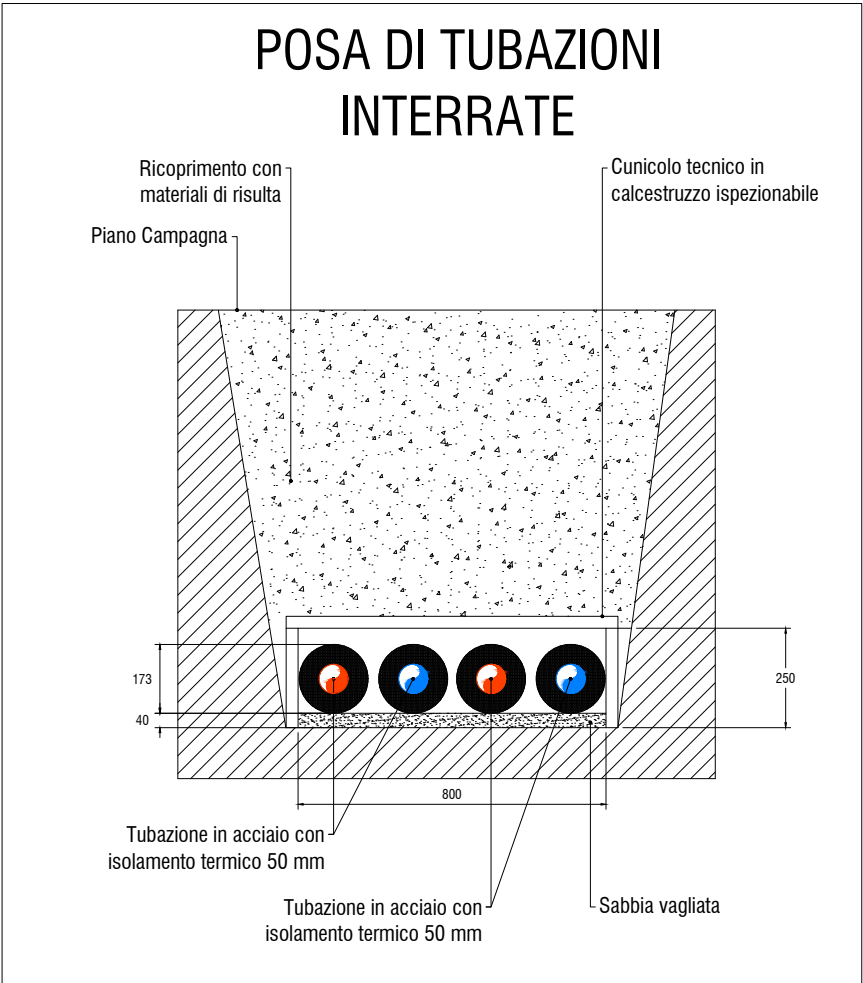 POSA DI TUBAZIONI
INTERRATE
Ricoprimento con
materiali di risulta
Cunicolo tecnico in
calcestruzzo ispezionabile
Piano Campagna
173
40
250
800
Tubazione in acciaio con
isolamento termico 50 mm
Tubazione in acciaio con
isolamento termico 50 mm
Sabbia vagliata